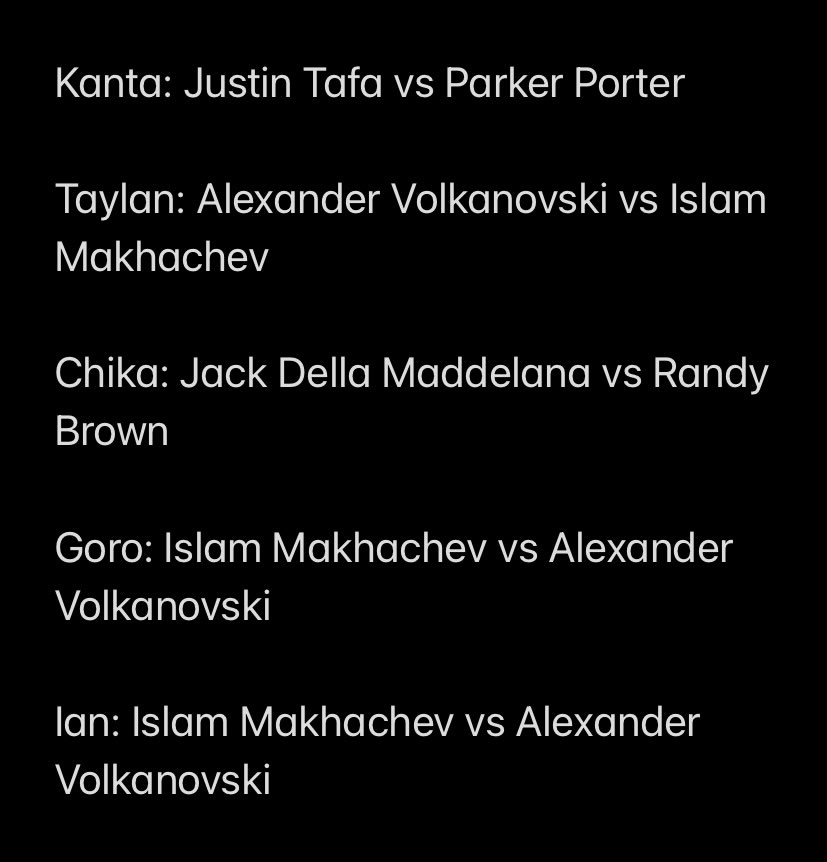 Kanta: Justin Tafa vs Parker Porter
Taylan: Alexander Volkanovski vs Islam
Makhachev
Chika: Jack Della Maddelana vs Randy
Brown
Goro: Islam Makhachev vs Alexander
Volkanovski
Ian: Islam Makhachev vs Alexander
Volkanovski